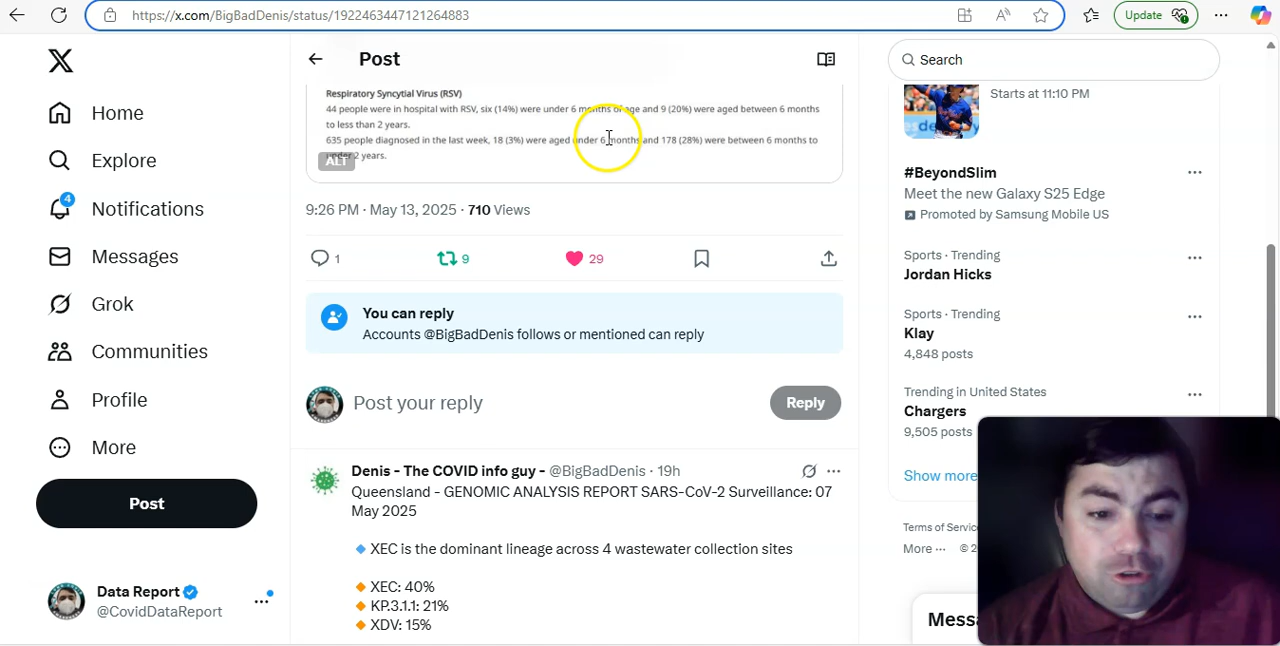 https://x.com/BigBadDenis/status/1922463447121264883
Update
Post
Search
Home
Explore
4
Notifications
Messages
Grok
Communities
Profile
More
Post
Data Report
@CovidDataReport
Respiratory Syncytial Virus (RSV)
44 people were in hospital with RSV, six (14%) were under 6 months of age and 9 (20%) were aged between 6 months
to less than 2 years.
635 people diagnosed in the last week, 18 (3%) were aged under 6 months and 178 (28%) were between 6 months to
under 2 years.
ALT
9:26 PM · May 13, 2025 · 710 Views
1
9
29
You can reply
Accounts @BigBadDenis follows or mentioned can reply
Post your reply
Reply
Denis - The COVID info guy - @BigBadDenis · 19h
Queensland - GENOMIC ANALYSIS REPORT SARS-CoV-2 Surveillance: 07
May 2025
🔹 XEC is the dominant lineage across 4 wastewater collection sites
🔸 XEC: 40%
🔸 KP.3.1.1: 21%
🔸 XDV: 15%
Starts at 11:10 PM
#BeyondSlim
Meet the new Galaxy S25 Edge
Promoted by Samsung Mobile US
Sports · Trending
Jordan Hicks
Sports · Trending
Klay
4,848 posts
Trending in United States
Chargers
9,505 posts
Show more
Terms of Servic
More ··· © 2
Messa